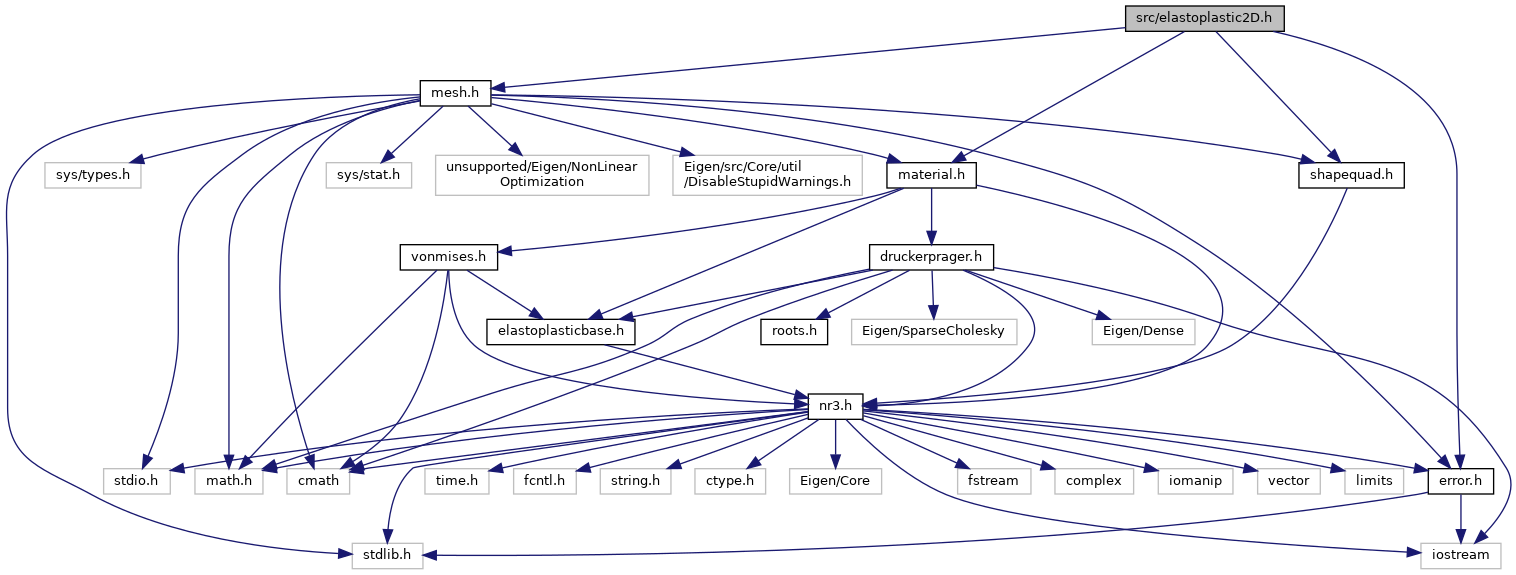 src/elastoplastic2D.h
mesh.h
sys/types.h
sys/stat.h
unsupported/Eigen/NonLinear
Optimization
Eigen/src/Core/util
/DisableStupidWarnings.h
material.h
shapequad.h
vonmises.h
druckerprager.h
elastoplasticbase.h
roots.h
Eigen/SparseCholesky
Eigen/Dense
nr3.h
stdio.h
math.h
cmath
time.h
fcntl.h
string.h
ctype.h
Eigen/Core
fstream
complex
iomanip
vector
limits
error.h
stdlib.h
iostream